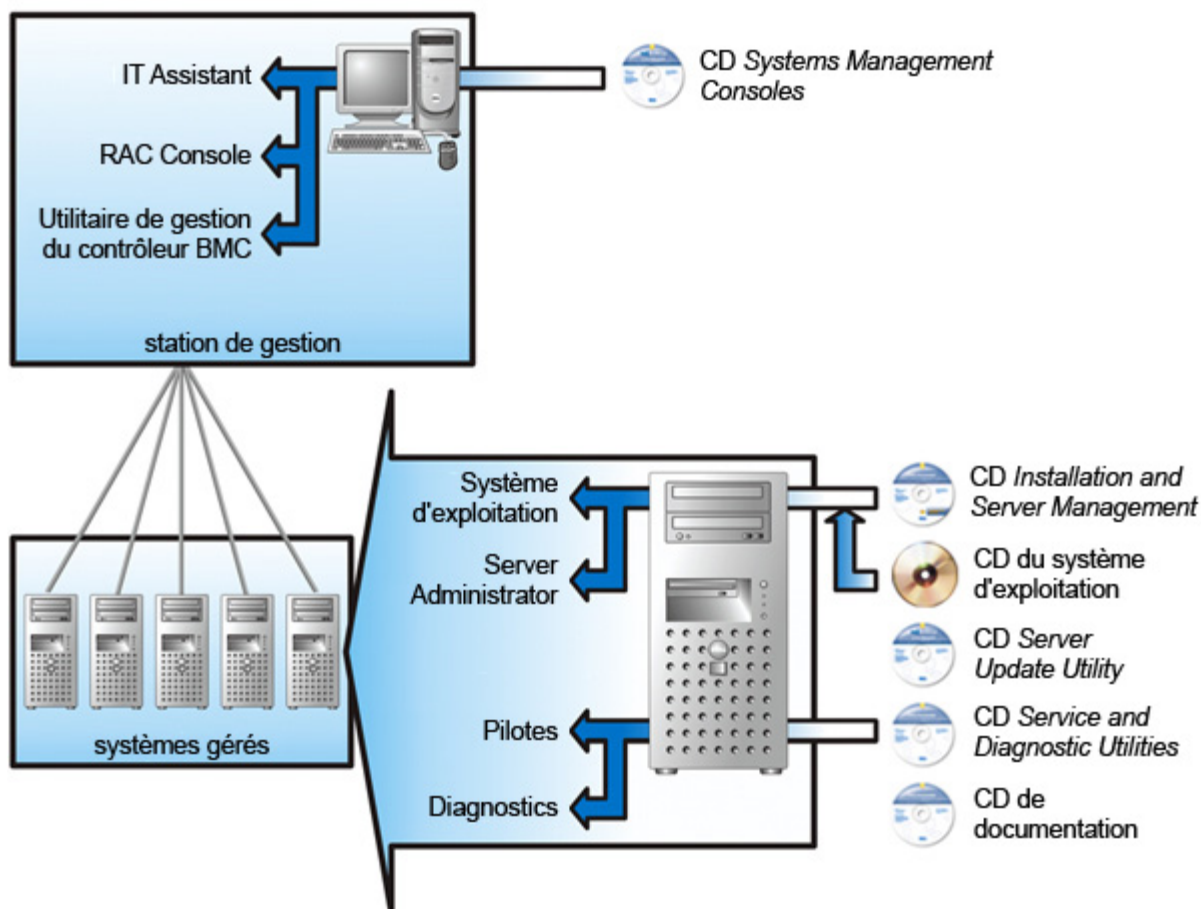 IT Assistant
RAC Console
Utilitaire de gestion
du contrôleur BMC
station de gestion
CD Systems Management
Consoles
systèmes gérés
Système
d'exploitation
Server
Administrator
Pilotes
Diagnostics
CD Installation and
Server Management
CD du système
d'exploitation
CD Server
Update Utility
CD Service and
Diagnostic Utilities
CD de
documentation